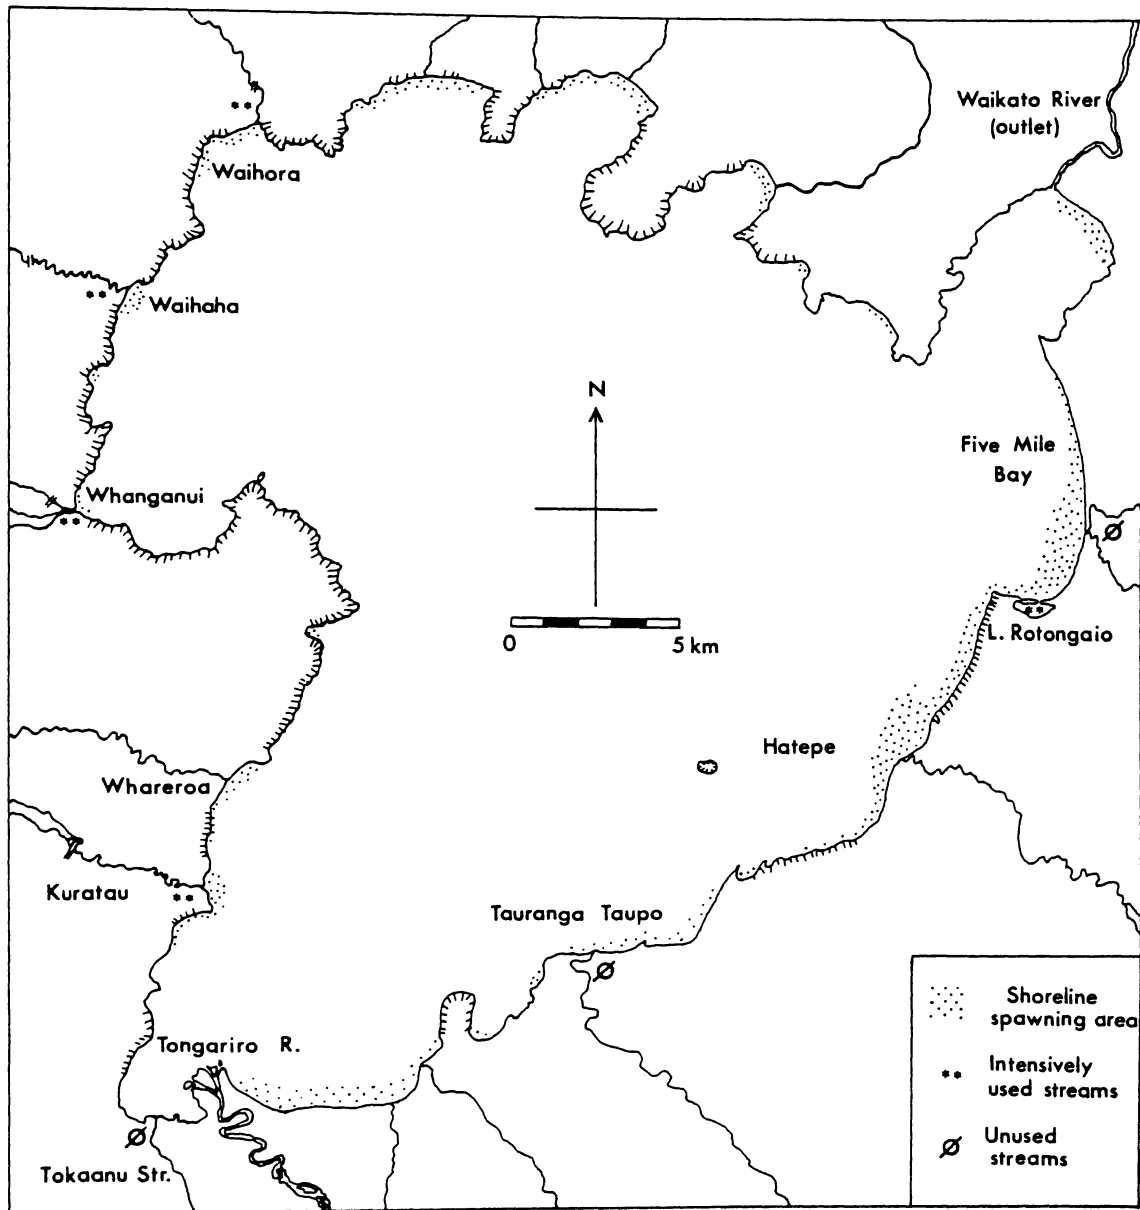 Waikato River
(outlet)
**
Waihora
**
Waihaha
N
Five Mile
Bay
Whanganui
**
**
L. Rotongaio
0 5 km
Hatepe
Whareroa
Kuratau
**
Tauranga Taupo
Tongariro R.
Tokaanu Str.
Shoreline
spawning area
** Intensively
used streams
Unused
streams